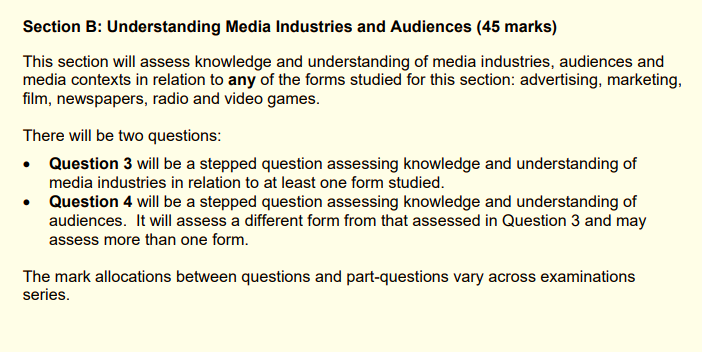 Section B: Understanding Media Industries and Audiences (45 marks)
This section will assess knowledge and understanding of media industries, audiences and
media contexts in relation to any of the forms studied for this section: advertising, marketing,
film, newspapers, radio and video games.
There will be two questions:
• Question 3 will be a stepped question assessing knowledge and understanding of
media industries in relation to at least one form studied.
• Question 4 will be a stepped question assessing knowledge and understanding of
audiences. It will assess a different form from that assessed in Question 3 and may
assess more than one form.
The mark allocations between questions and part-questions vary across examinations
series.